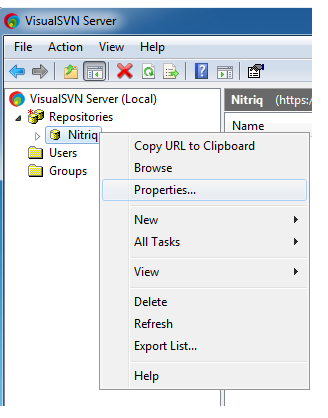 VisualSVN Server
File Action View Help
VisualSVN Server (Local)
Repositories
Nitriq
Users
Groups
Nitriq (https:/
Name
Copy URL to Clipboard
Browse
Properties...
New
All Tasks
View
Delete
Refresh
Export List...
Help